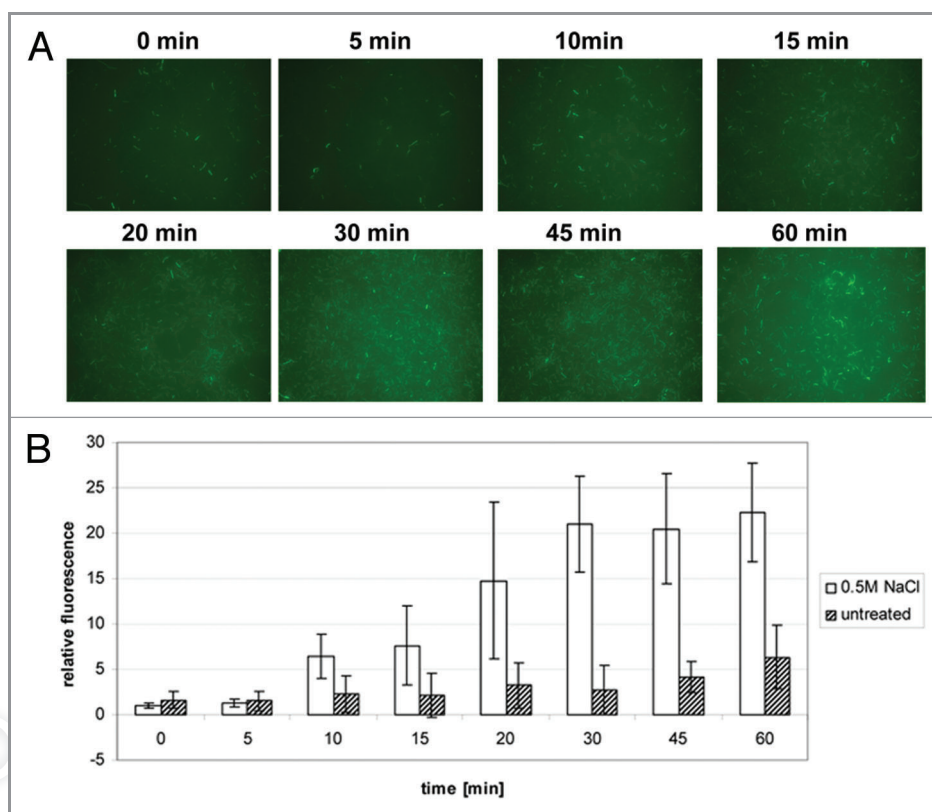 A
0 min 5 min 10min 15 min
20 min 30 min 45 min 60 min
B
30
25
20
15
10
5
0
-5
relative fluorescence
0 5 10 15 20 30 45 60
time [min]
0.5M NaCl
untreated